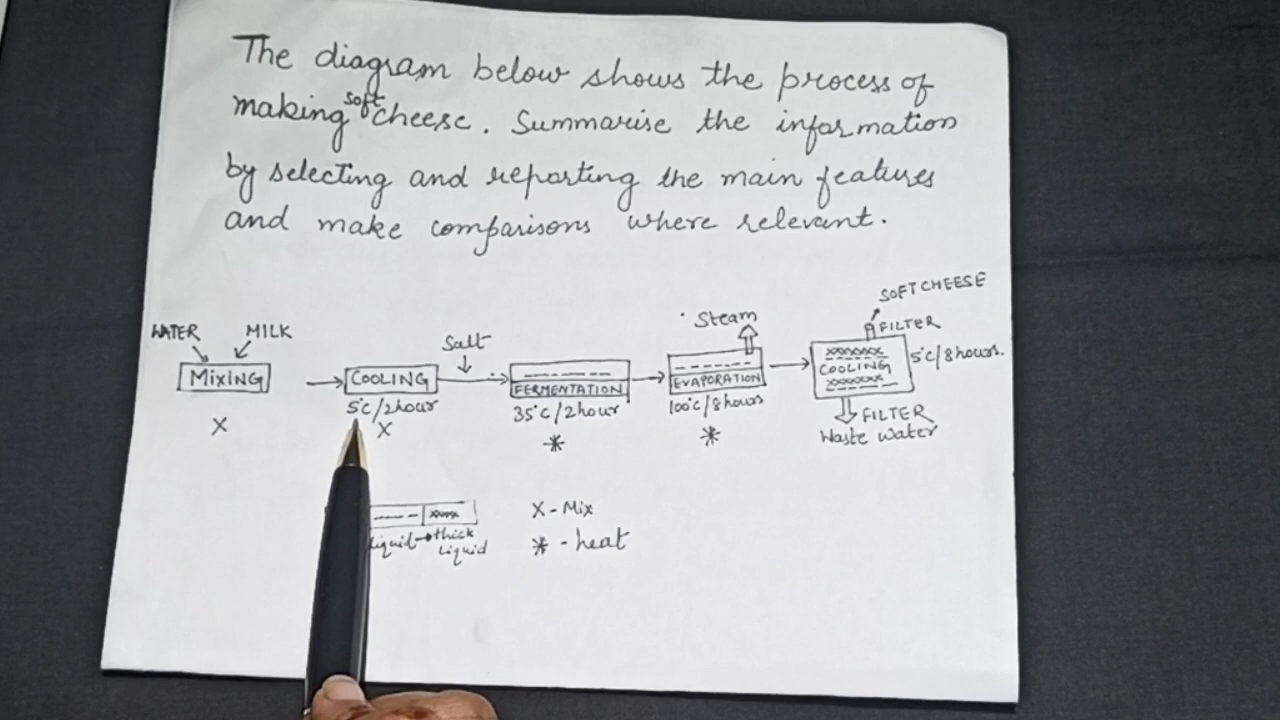 The diagram below shows the process of
making soft cheese. Summarise the information
by selecting and reporting the main features
and make comparisons where relevant.
SOFT CHEESE
Steam
FILTER
WATER MILK
Salt
MIXING COOLING FERMENTATION EVAPORATION COOLING 5°C/8hours.
5°C/2hour 35°C/2hour 100°C/8hours
X X * *
FILTER
Waste water
X - Mix
liquid → thick liquid
* - heat